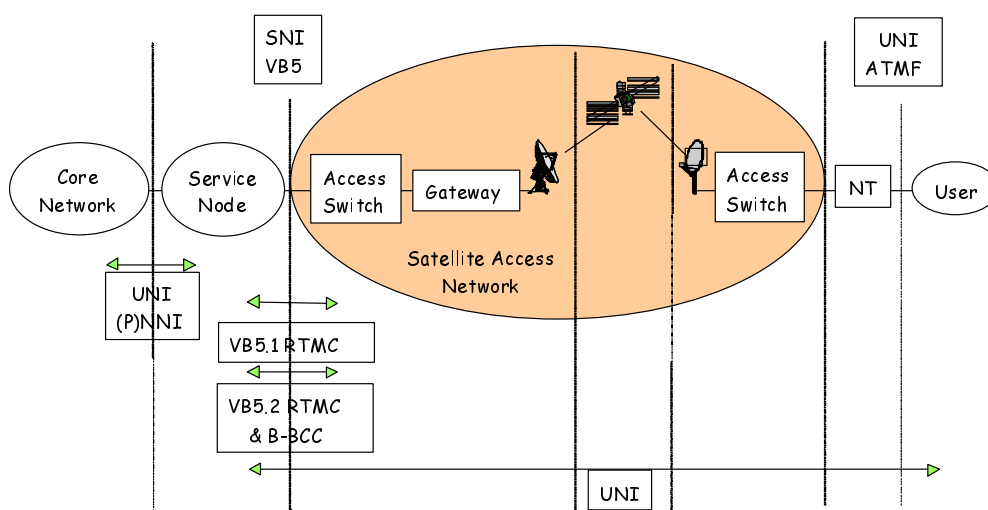 SNI
VB5
UNI
ATMF
Core
Network
Service
Node
Access
Switch
Gateway
Access
Switch
NT
User
Satellite Access
Network
UNI
(P)NNI
VB5.1 RTMC
VB5.2 RTMC
& B-BCC
UNI